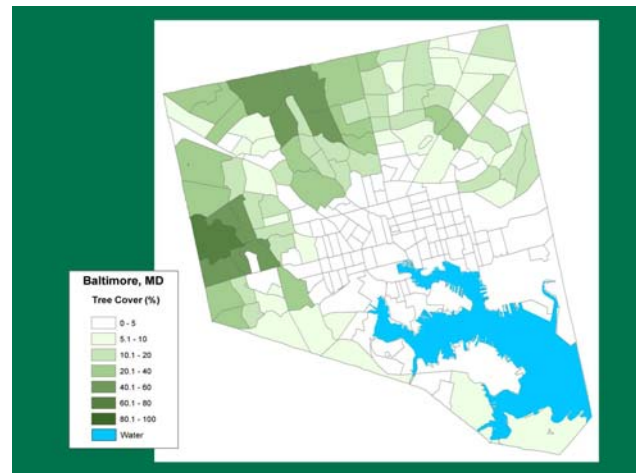 Baltimore, MD
Tree Cover (%)
0 - 5
5.1 - 10
10.1 - 20
20.1 - 40
40.1 - 60
60.1 - 80
80.1 - 100
Water